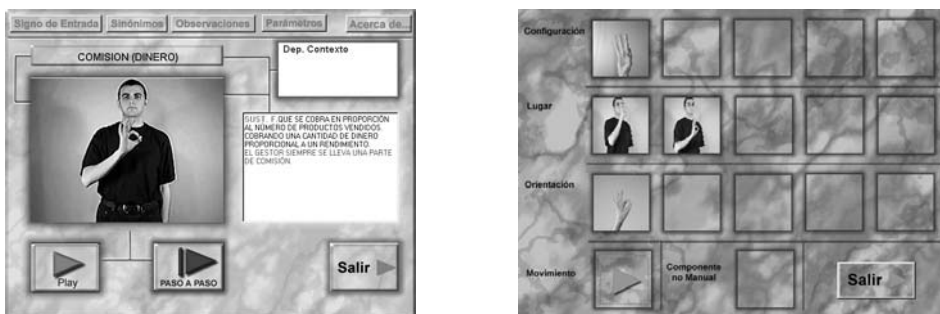 Signo de Entrada Sinónimos Observaciones Parámetros Acerca de...
COMISION (DINERO)
Dep. Contexto
SUST. F.QUE SE COBRA EN PROPORCIÓN
AL NÚMERO DE PRODUCTOS VENDIDOS.
COBRANDO UNA CANTIDAD DE DINERO
PROPORCIONAL A UN RENDIMIENTO.
EL GESTOR SIEMPRE SE LLEVA UNA PARTE
DE COMISIÓN.
Play
PASO A PASO
Salir
Configuración
Lugar
Orientación
Movimiento
Componente
no Manual
Salir